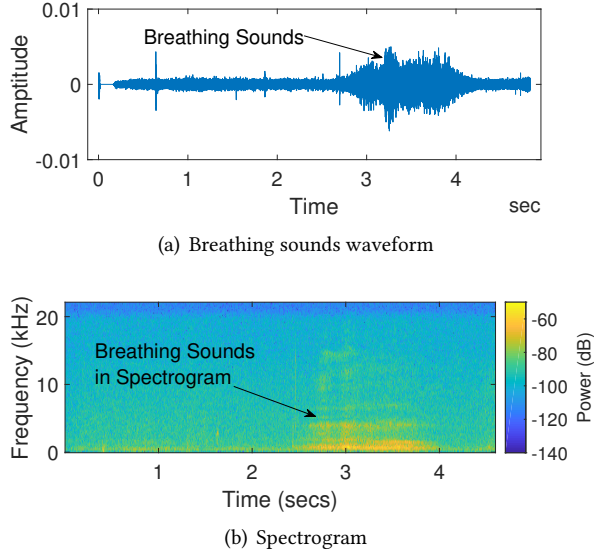 0.01
Breathing Sounds
Amptitude
0
-0.01
0 1 2 3 4
Time sec
(a) Breathing sounds waveform
20
Breathing Sounds
in Spectrogram
10
0
Frequency (kHz)
1 2 3 4
Time (secs)
-60
-80
-100
-120
-140
Power (dB)
(b) Spectrogram